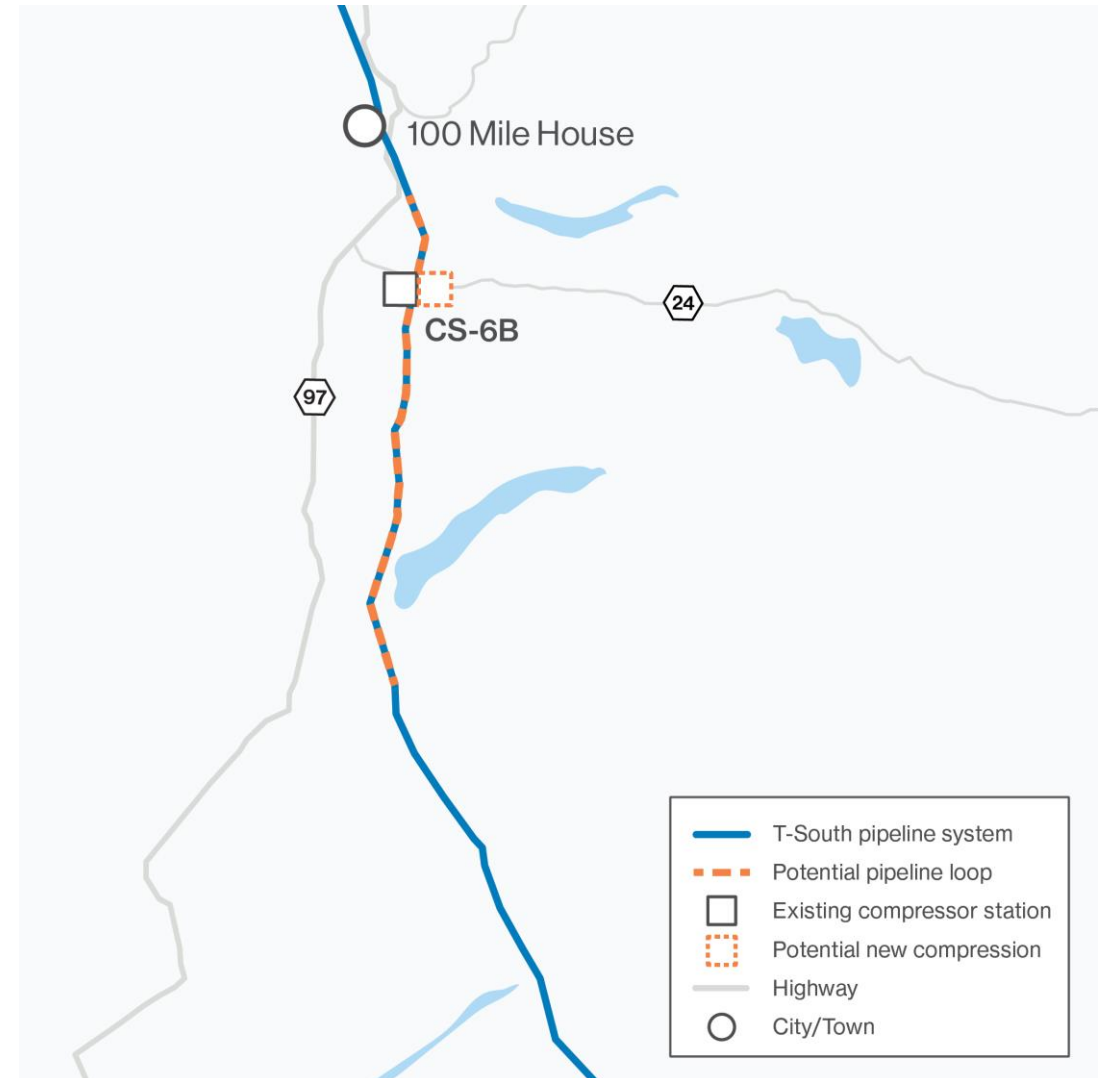 100 Mile House
24
CS-6B
97
T-South pipeline system
Potential pipeline loop
Existing compressor station
Potential new compression
Highway
City/Town